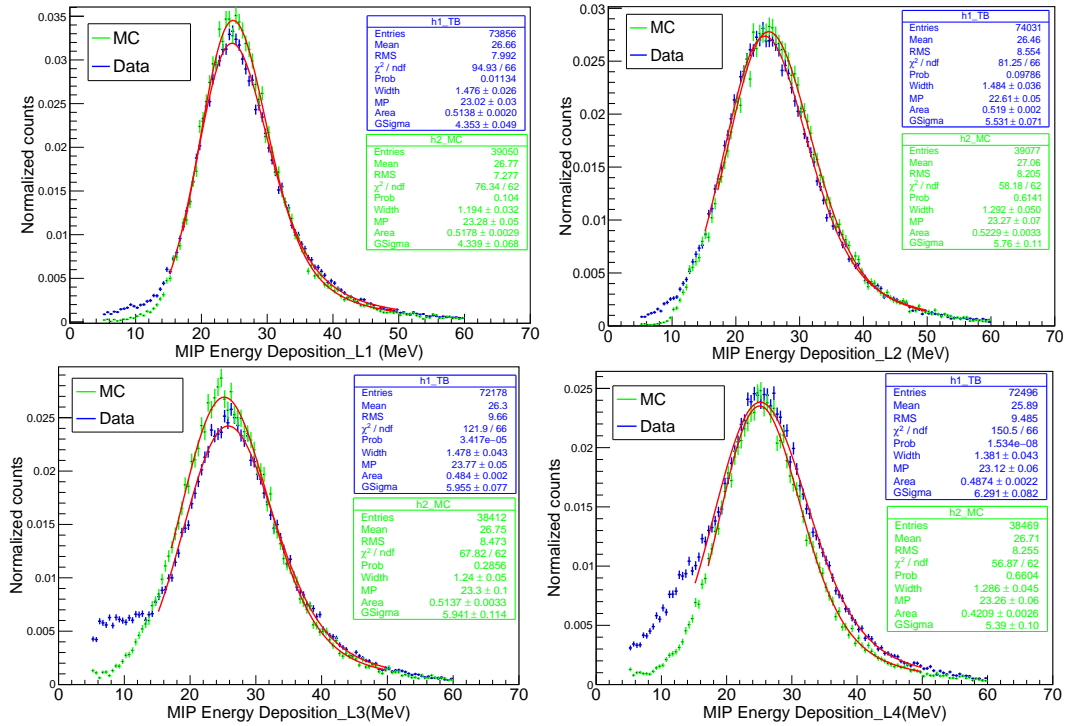 MC
Data
h1_TB
Entries 73856
Mean 26.66
RMS 7.992
χ² / ndf 94.93 / 66
Prob 0.01134
Width 1.476 ± 0.026
MP 23.02 ± 0.03
Area 0.5138 ± 0.0020
GSigma 4.353 ± 0.049
h2_MC
Entries 39050
Mean 26.77
RMS 7.277
χ² / ndf 76.34 / 62
Prob 0.104
Width 1.194 ± 0.032
MP 23.28 ± 0.05
Area 0.5178 ± 0.0029
GSigma 4.339 ± 0.068
Normalized counts
0.035
0.03
0.025
0.02
0.015
0.01
0.005
0
0 10 20 30 40 50 60 70
MIP Energy Deposition_L1 (MeV)
MC
Data
h1_TB
Entries 74031
Mean 26.46
RMS 8.554
χ² / ndf 81.25 / 66
Prob 0.09786
Width 1.484 ± 0.036
MP 22.61 ± 0.05
Area 0.519 ± 0.002
GSigma 5.531 ± 0.071
h2_MC
Entries 39077
Mean 27.06
RMS 8.205
χ² / ndf 58.18 / 62
Prob 0.6141
Width 1.292 ± 0.050
MP 23.27 ± 0.07
Area 0.5229 ± 0.0033
GSigma 5.76 ± 0.11
Normalized counts
0.03
0.025
0.02
0.015
0.01
0.005
0
0 10 20 30 40 50 60 70
MIP Energy Deposition_L2 (MeV)
MC
Data
h1_TB
Entries 72178
Mean 26.3
RMS 9.66
χ² / ndf 121.9 / 66
Prob 3.417e−05
Width 1.478 ± 0.043
MP 23.77 ± 0.05
Area 0.484 ± 0.002
GSigma 5.955 ± 0.077
h2_MC
Entries 38412
Mean 26.75
RMS 8.473
χ² / ndf 67.82 / 62
Prob 0.2856
Width 1.24 ± 0.05
MP 23.3 ± 0.1
Area 0.5137 ± 0.0033
GSigma 5.941 ± 0.114
Normalized counts
0.025
0.02
0.015
0.01
0.005
0
0 10 20 30 40 50 60 70
MIP Energy Deposition_L3(MeV)
MC
Data
h1_TB
Entries 72496
Mean 25.89
RMS 9.485
χ² / ndf 150.5 / 66
Prob 1.534e−08
Width 1.381 ± 0.043
MP 23.12 ± 0.06
Area 0.4874 ± 0.0022
GSigma 6.291 ± 0.082
h2_MC
Entries 38469
Mean 26.71
RMS 8.255
χ² / ndf 56.87 / 62
Prob 0.6604
Width 1.286 ± 0.045
MP 23.26 ± 0.06
Area 0.4209 ± 0.0026
GSigma 5.39 ± 0.10
Normalized counts
0.025
0.02
0.015
0.01
0.005
0
0 10 20 30 40 50 60 70
MIP Energy Deposition_L4(MeV)